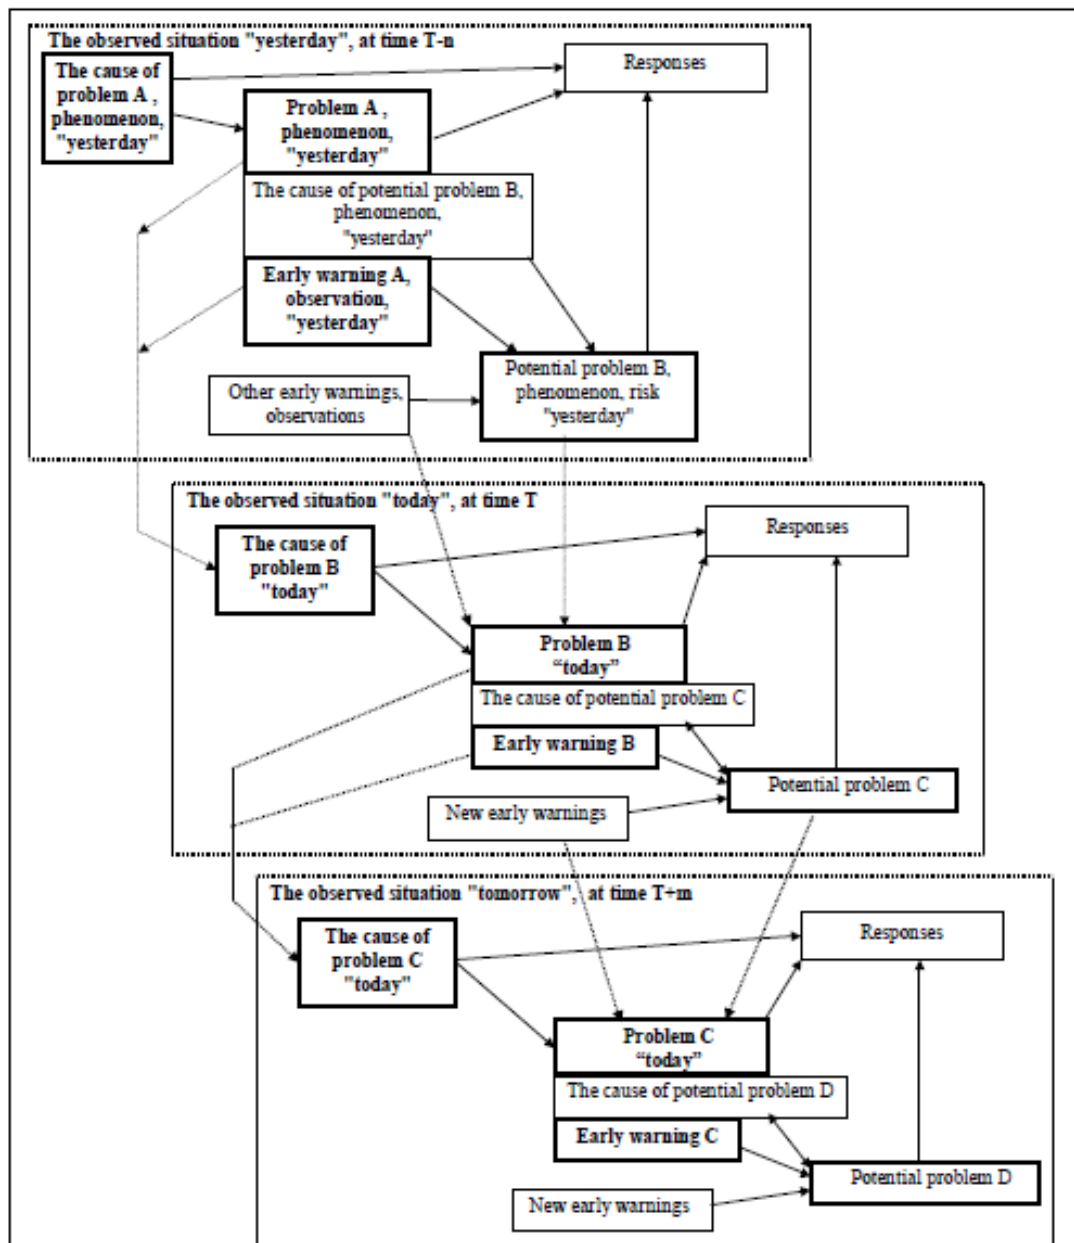 The observed situation "yesterday", at time T-n
The cause of
problem A ,
phenomenon,
"yesterday"
Responses
Problem A ,
phenomenon,
"yesterday"
The cause of potential problem B,
phenomenon,
"yesterday"
Early warning A,
observation,
"yesterday"
Other early warnings,
observations
Potential problem B,
phenomenon, risk
"yesterday"
The observed situation "today", at time T
The cause of
problem B
"today"
Responses
Problem B
“today”
The cause of potential problem C
Early warning B
Potential problem C
New early warnings
The observed situation "tomorrow", at time T+m
The cause of
problem C
"today"
Responses
Problem C
“today”
The cause of potential problem D
Early warning C
Potential problem D
New early warnings